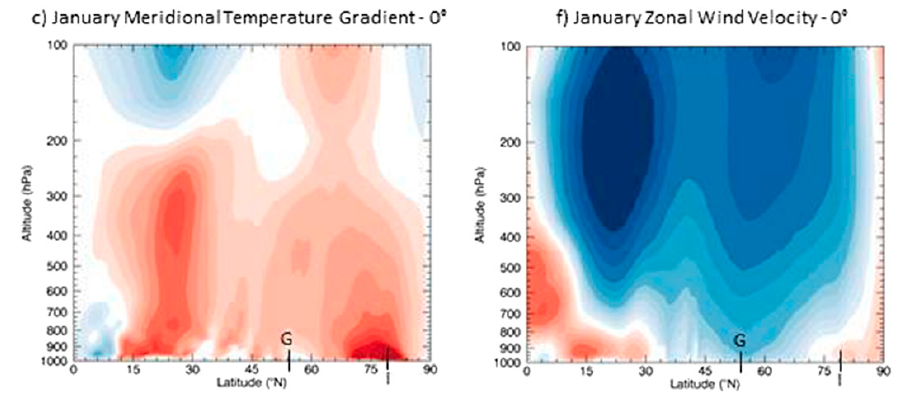 c) January Meridional Temperature Gradient - 0°
100
200
300
400
500
600
700
800
900
1000
Altitude (hPa)
0 15 30 45 60 75 90
Latitude (°N)
G
I
f) January Zonal Wind Velocity - 0°
100
200
300
400
500
600
700
800
900
1000
Altitude (hPa)
0 15 30 45 60 75 90
Latitude (°N)
G
I